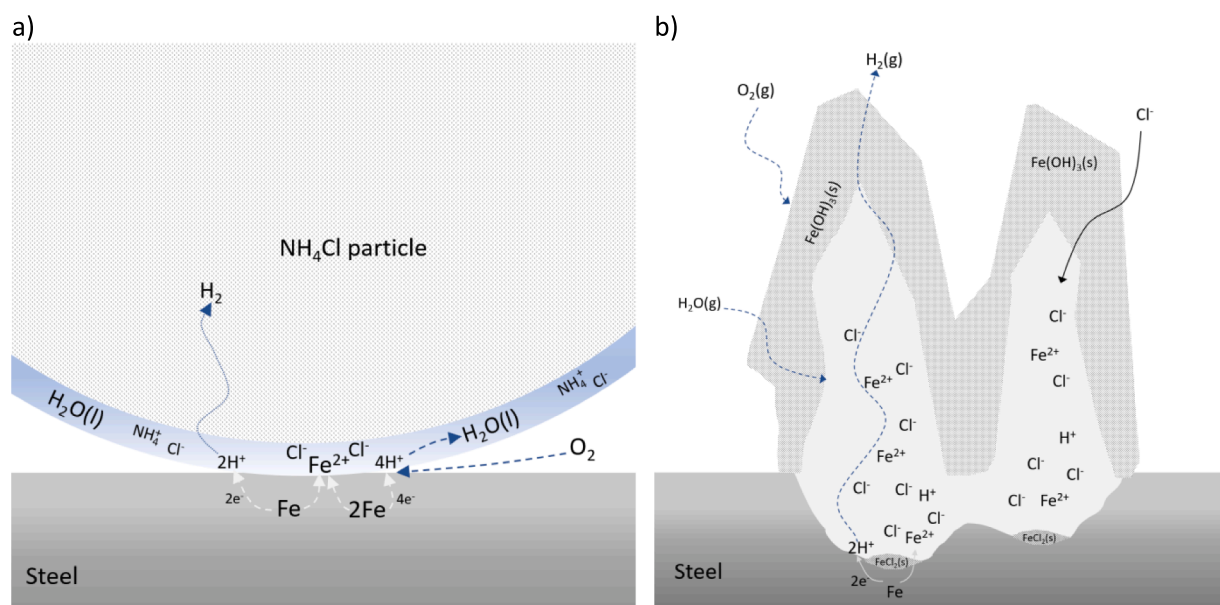 a)
NH₄Cl particle
H₂
H₂O(l)
NH₄⁺ Cl⁻
NH₄⁺ Cl⁻
2H⁺
Cl⁻ Cl⁻
Fe²⁺
4H⁺
H₂O(l)
O₂
2e⁻
Fe
2Fe
4e⁻
Steel
b)
H₂(g)
O₂(g)
Cl⁻
Fe(OH)₃(s)
Fe(OH)₃(s)
H₂O(g)
Cl⁻
Fe²⁺ Cl⁻
Cl⁻
Fe²⁺
Cl⁻ Cl⁻ H⁺
Cl⁻ Cl⁻
2H⁺ Fe²⁺
FeCl₂(s)
2e⁻
Fe
Cl⁻
Fe²⁺
Cl⁻
H⁺
Cl⁻ Cl⁻
Cl⁻ Fe²⁺
FeCl₂(s)
Steel